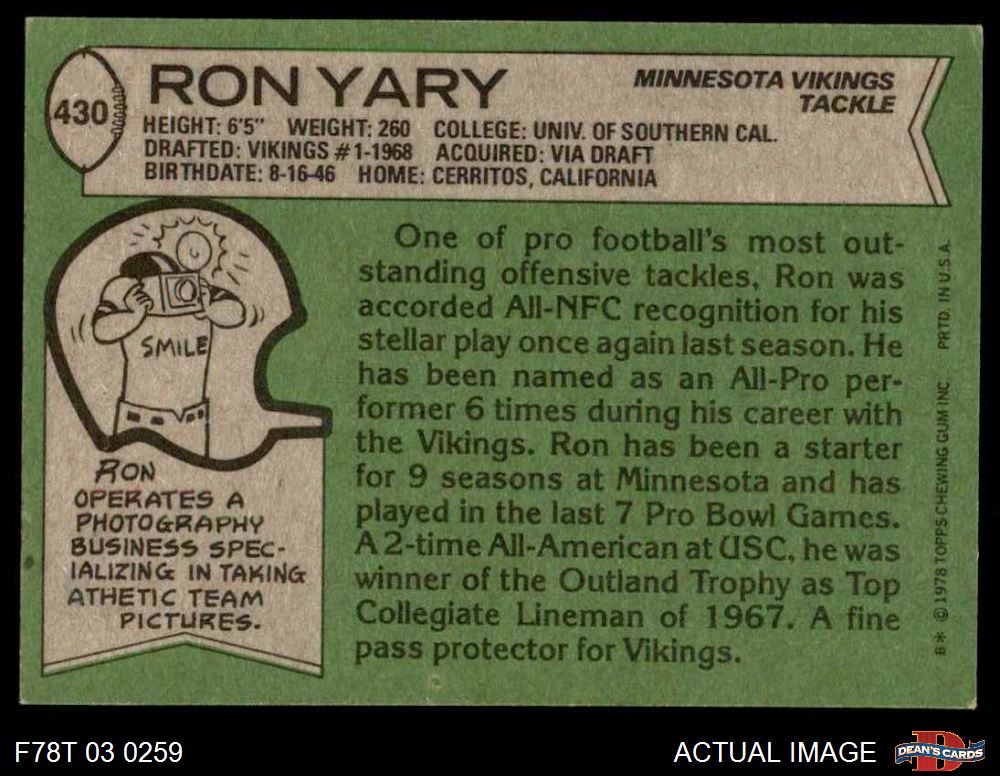 430
RON YARY
MINNESOTA VIKINGS
TACKLE
HEIGHT: 6'5" WEIGHT: 260 COLLEGE: UNIV. OF SOUTHERN CAL.
DRAFTED: VIKINGS #1-1968 ACQUIRED: VIA DRAFT
BIRTHDATE: 8-16-46 HOME: CERRITOS, CALIFORNIA
SMILE
RON
OPERATES A
PHOTOGRAPHY
BUSINESS SPEC-
IALIZING IN TAKING
ATHETIC TEAM
PICTURES.
One of pro football's most out-
standing offensive tackles, Ron was
accorded All-NFC recognition for his
stellar play once again last season. He
has been named as an All-Pro per-
former 6 times during his career with
the Vikings. Ron has been a starter
for 9 seasons at Minnesota and has
played in the last 7 Pro Bowl Games.
A 2-time All-American at USC, he was
winner of the Outland Trophy as Top
Collegiate Lineman of 1967. A fine
pass protector for Vikings.
B* © 1978 TOPPS CHEWING GUM INC. PRTD. IN U.S.A.
F78T 03 0259
ACTUAL IMAGE
DEAN'S CARDS